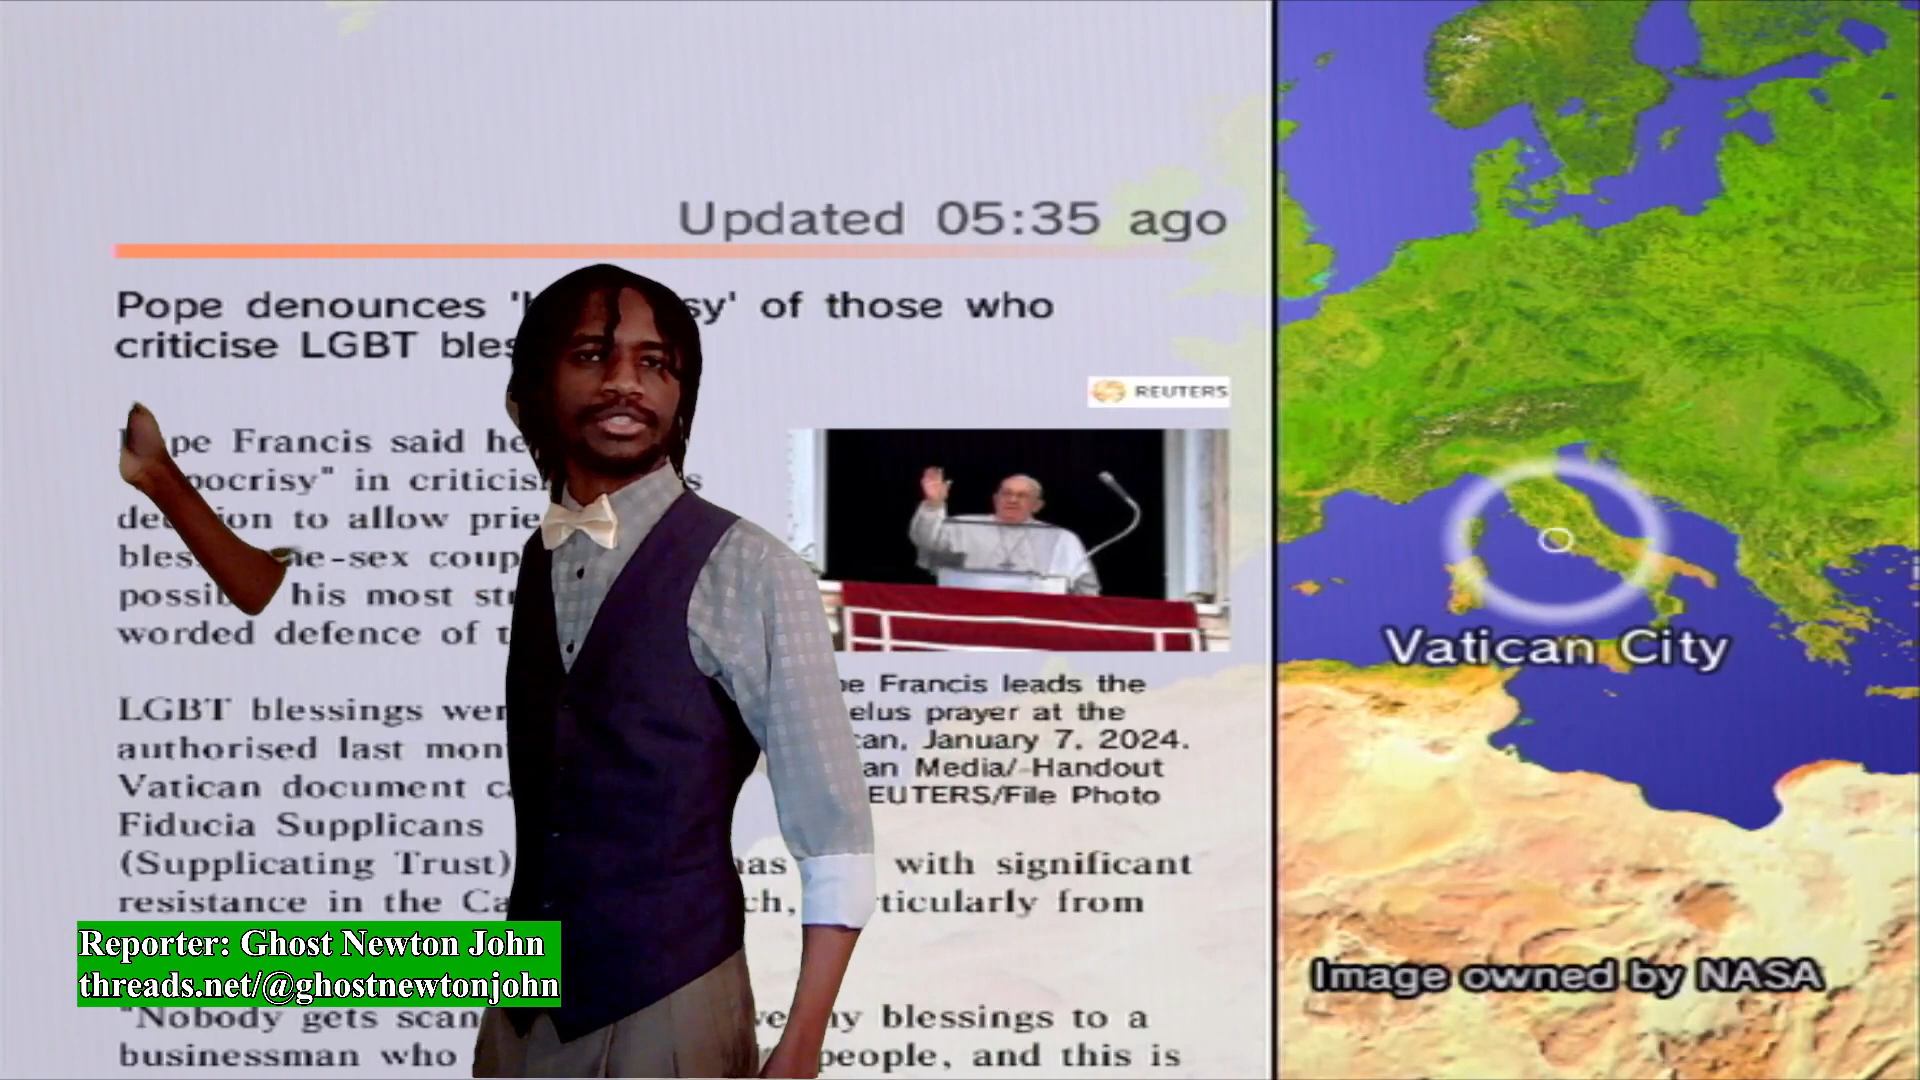 Updated 05:35 ago
Pope denounces 'h sy' of those who
criticise LGBT bles
REUTERS
pe Francis said he
pocrisy" in criticis s
de ion to allow prie
bles e-sex coup
possib his most st
worded defence of t
LGBT blessings wer
authorised last mon
Vatican document c
Fiducia Supplicans
(Supplicating Trust) has with significant
resistance in the Ca ch, ticularly from
"Nobody gets scan ve my blessings to a
businessman who people, and this is
pe Francis leads the
elus prayer at the
can, January 7, 2024.
an Media/-Handout
EUTERS/File Photo
Reporter: Ghost Newton John
threads.net/@ghostnewtonjohn
Vatican City
Image owned by NASA